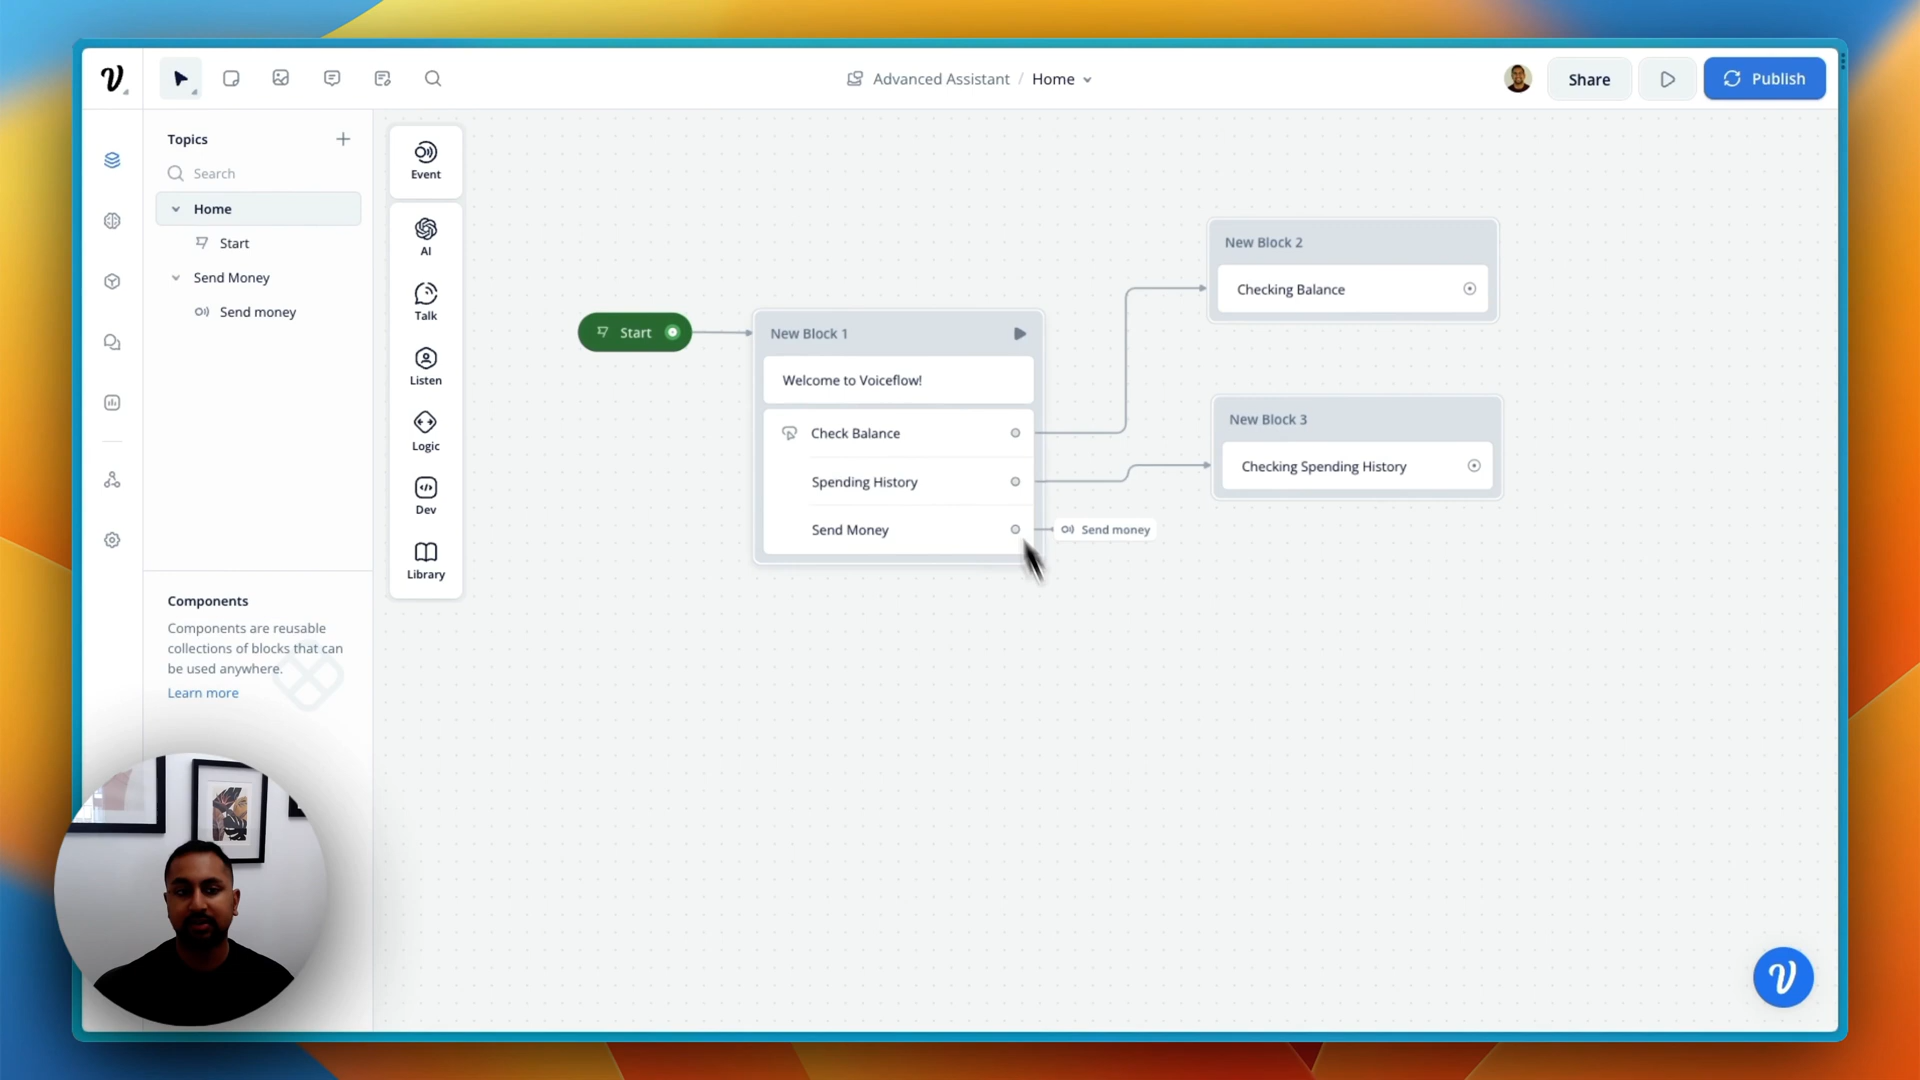 Advanced Assistant / Home
Share
Publish
Topics
Search
Home
Start
Send Money
Send money
Components
Components are reusable
collections of blocks that can
be used anywhere.
Learn more
Event
AI
Talk
Listen
Logic
Dev
Library
Start
New Block 1
Welcome to Voiceflow!
Check Balance
Spending History
Send Money
Send money
New Block 2
Checking Balance
New Block 3
Checking Spending History